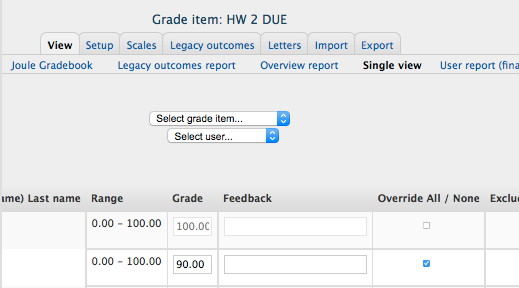 Grade item: HW 2 DUE
View Setup Scales Legacy outcomes Letters Import Export
Joule Gradebook Legacy outcomes report Overview report Single view User report (fina
Select grade item...
Select user...
ame) Last name Range Grade Feedback Override All / None Exclu
0.00 – 100.00 100.00
0.00 – 100.00 90.00